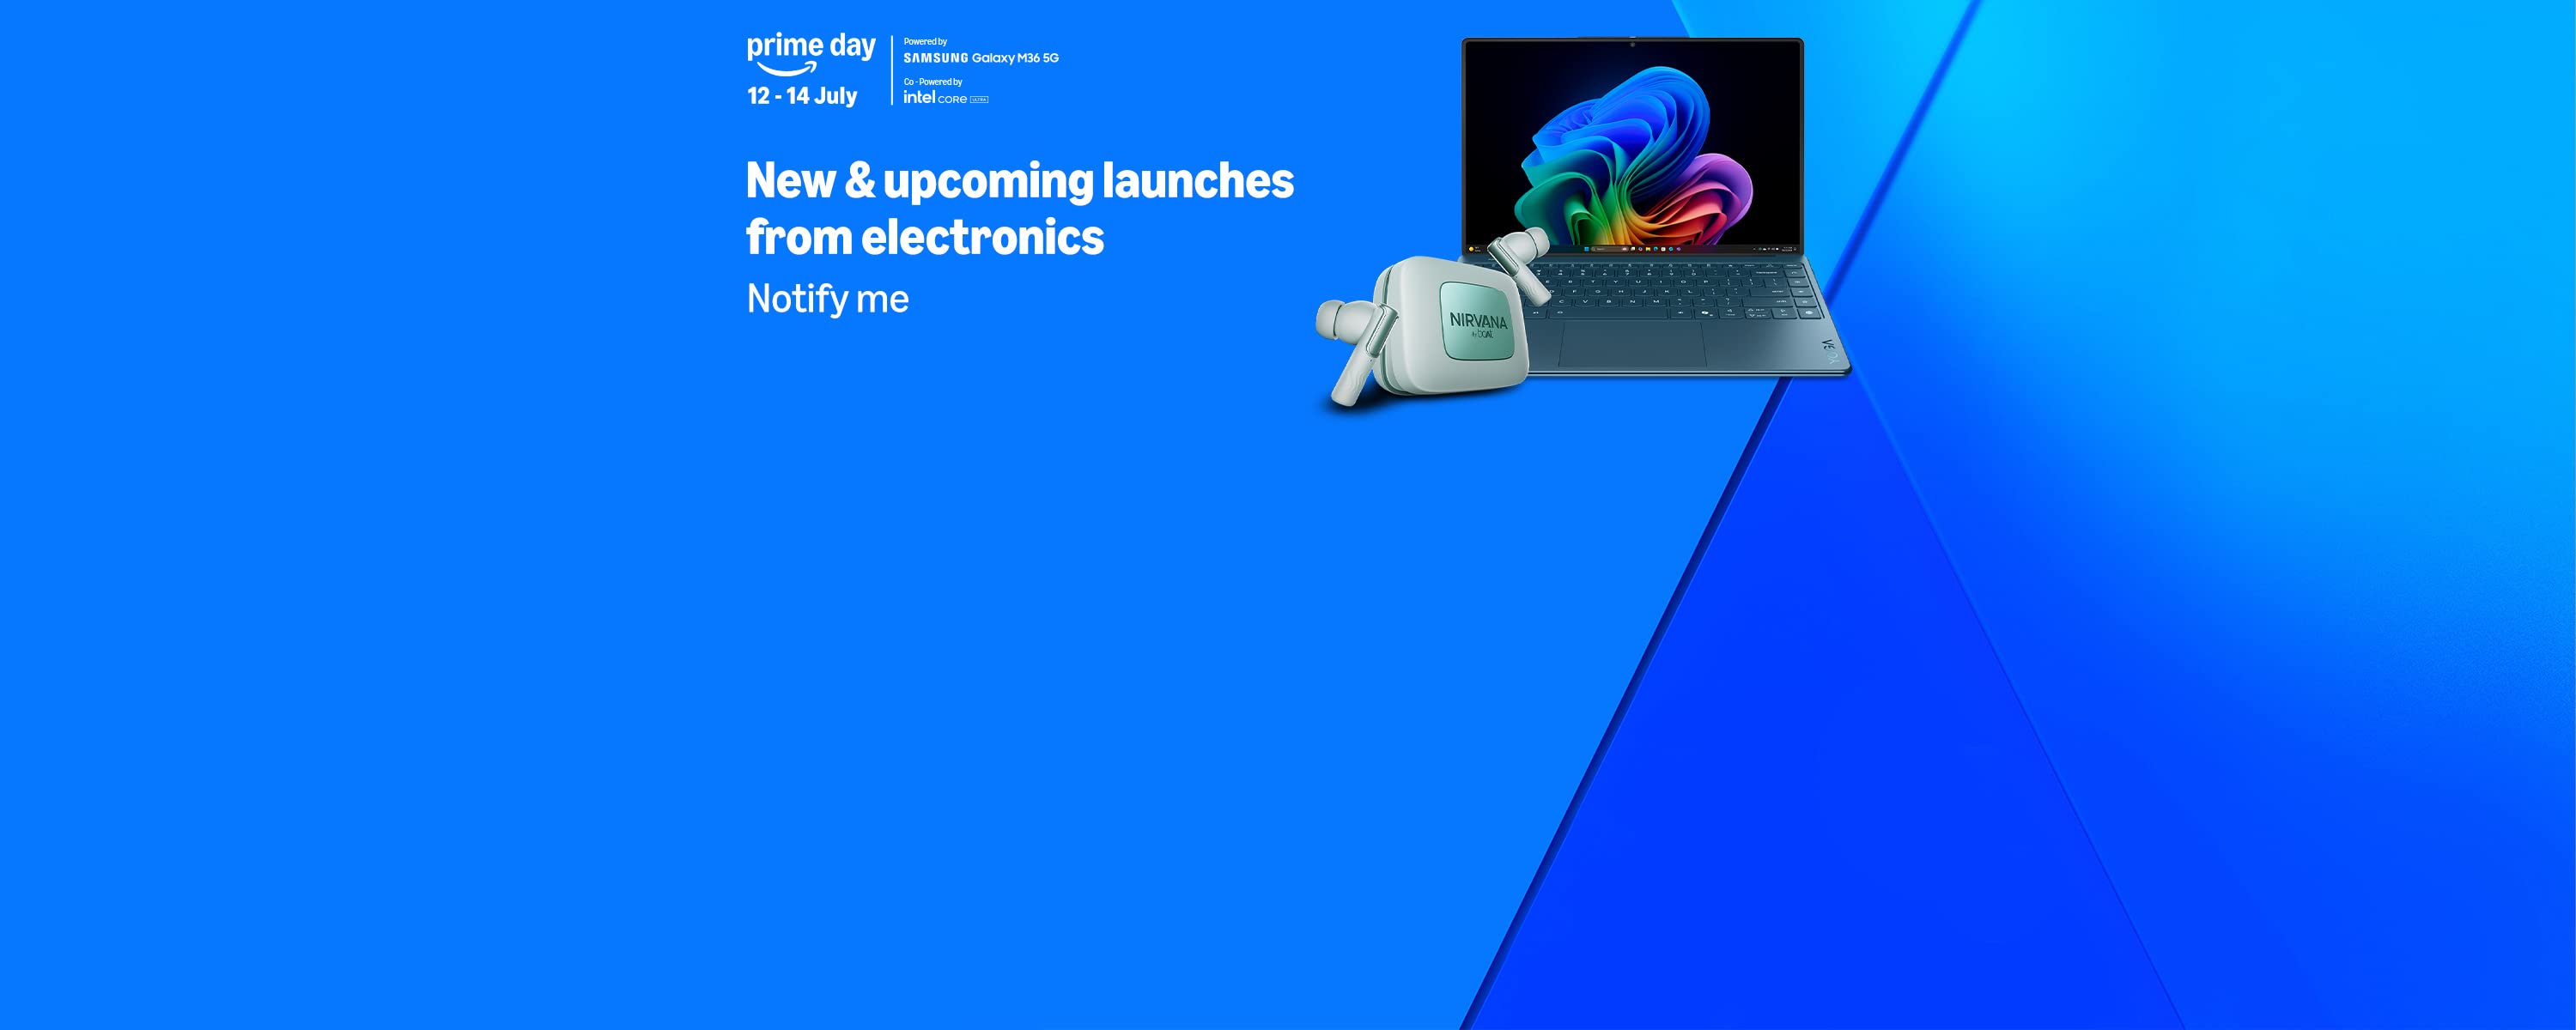 prime day
12 - 14 July
Powered by
SAMSUNG Galaxy M36 5G
Co - Powered by
intel CORE ULTRA
New & upcoming launches
from electronics
Notify me
NIRVANA
by boAt